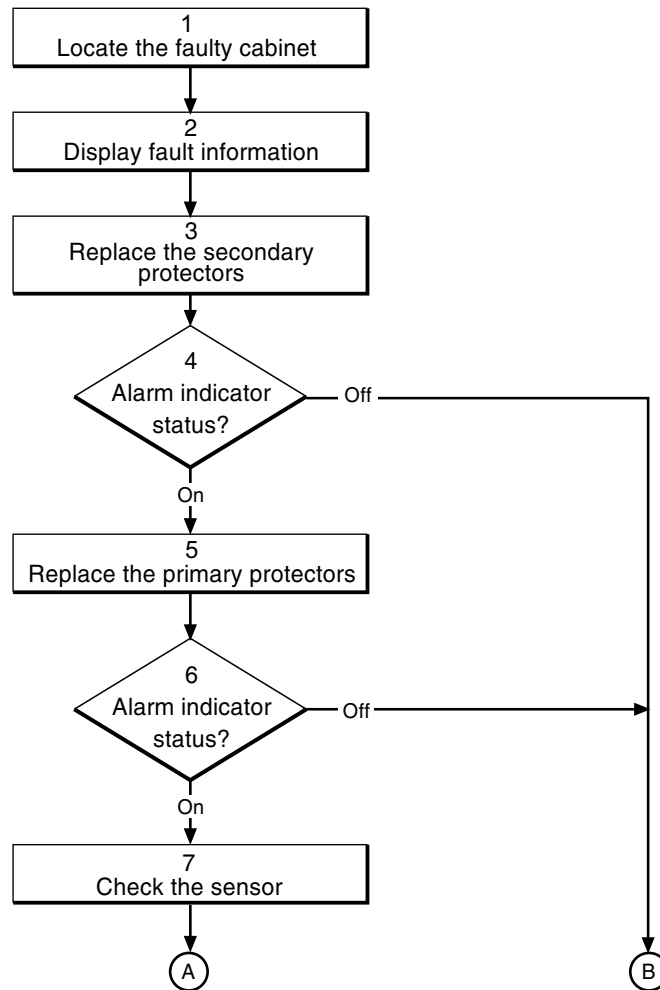 1
Locate the faulty cabinet
2
Display fault information
3
Replace the secondary
protectors
4
Alarm indicator
status?
Off
On
5
Replace the primary protectors
6
Alarm indicator
status?
Off
On
7
Check the sensor
A
B